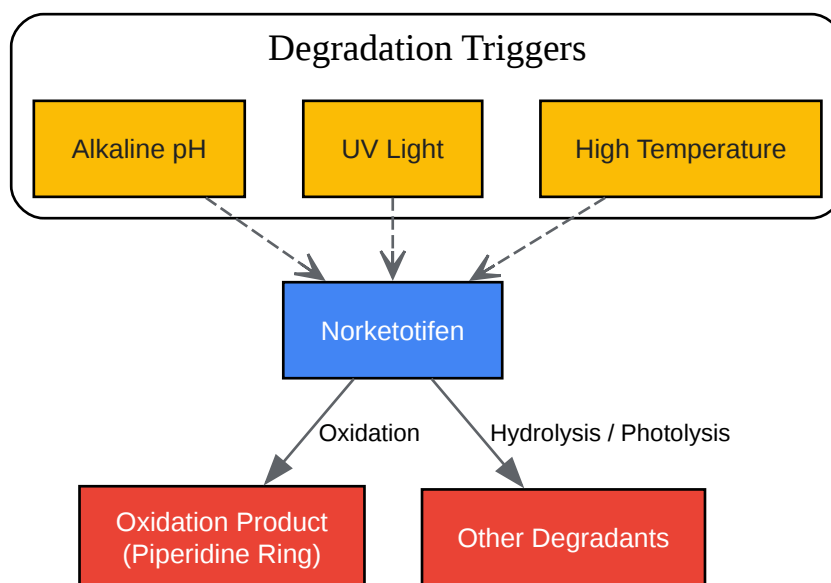 Degradation Triggers
Alkaline pH
UV Light
High Temperature
Norketotifen
Oxidation
Hydrolysis / Photolysis
Oxidation Product
(Piperidine Ring)
Other Degradants